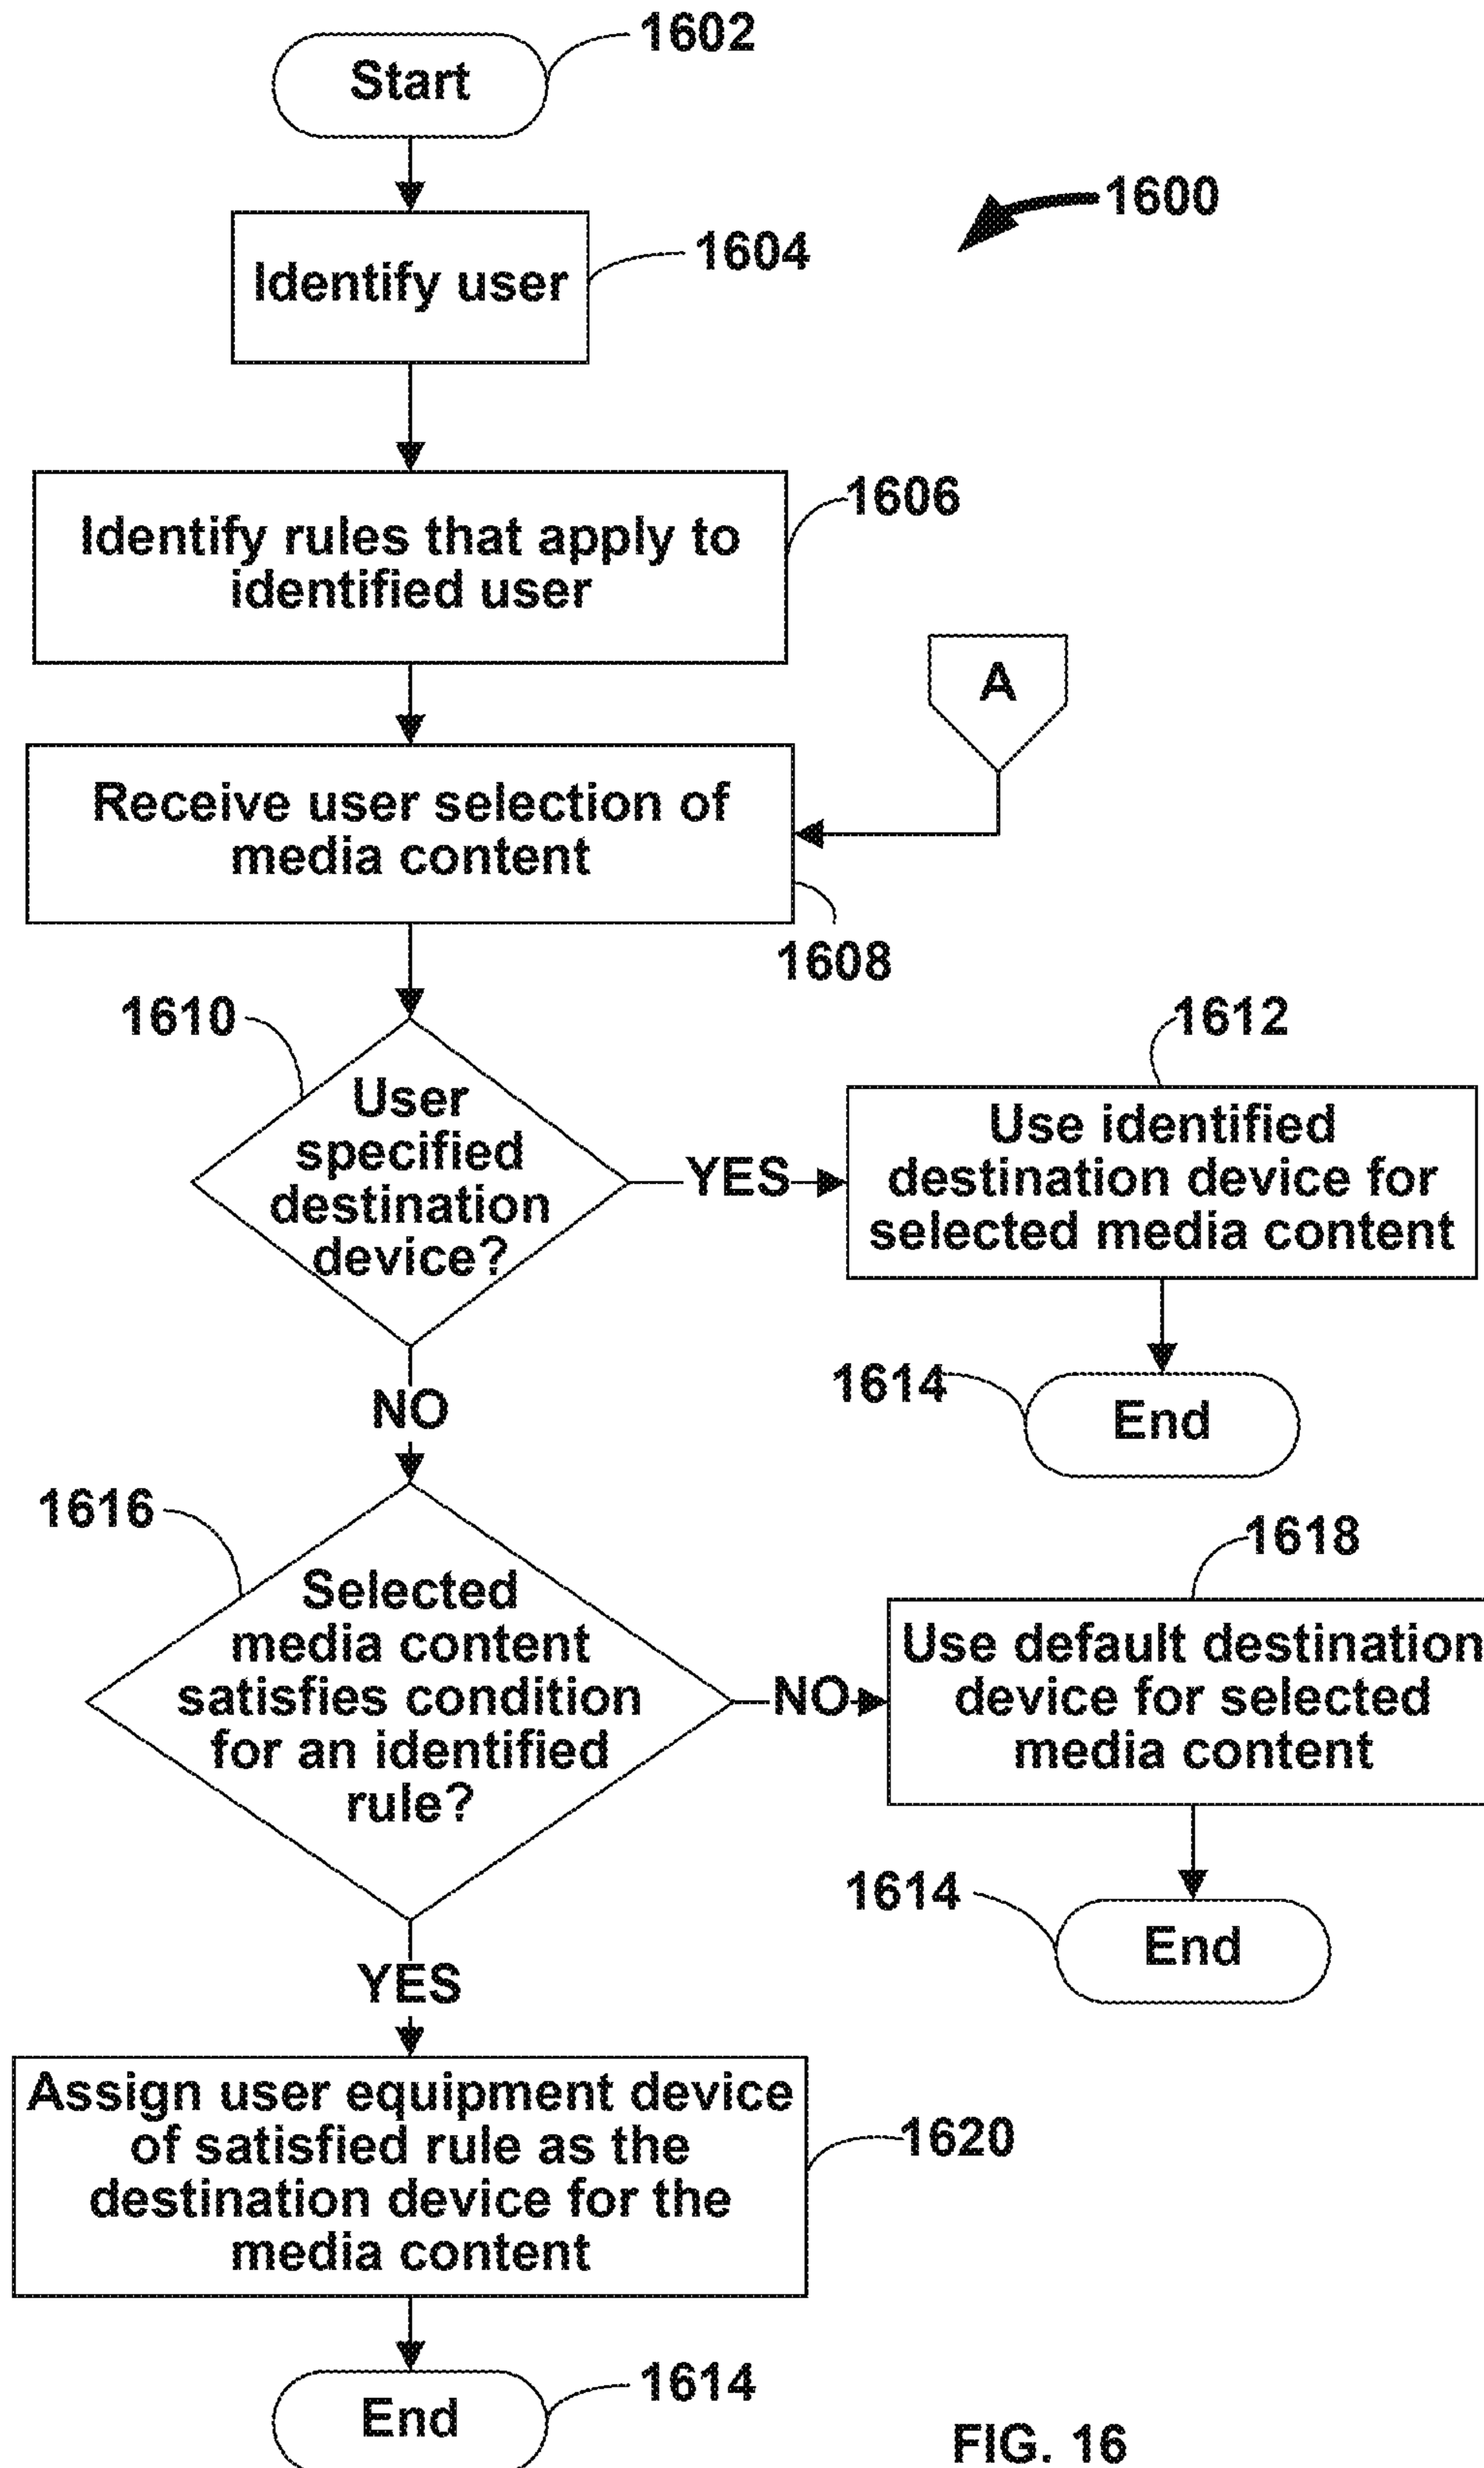 1602
Start
1600
1604
Identify user
1606
Identify rules that apply to
identified user
A
Receive user selection of
media content
1608
1610
1612
User
specified
destination
device?
YES
Use identified
destination device for
selected media content
1614
End
NO
1616
1618
Selected
media content
satisfies condition
for an identified
rule?
NO
Use default destination
device for selected
media content
1614
End
YES
Assign user equipment device
of satisfied rule as the
destination device for the
media content
1620
1614
End
FIG. 16